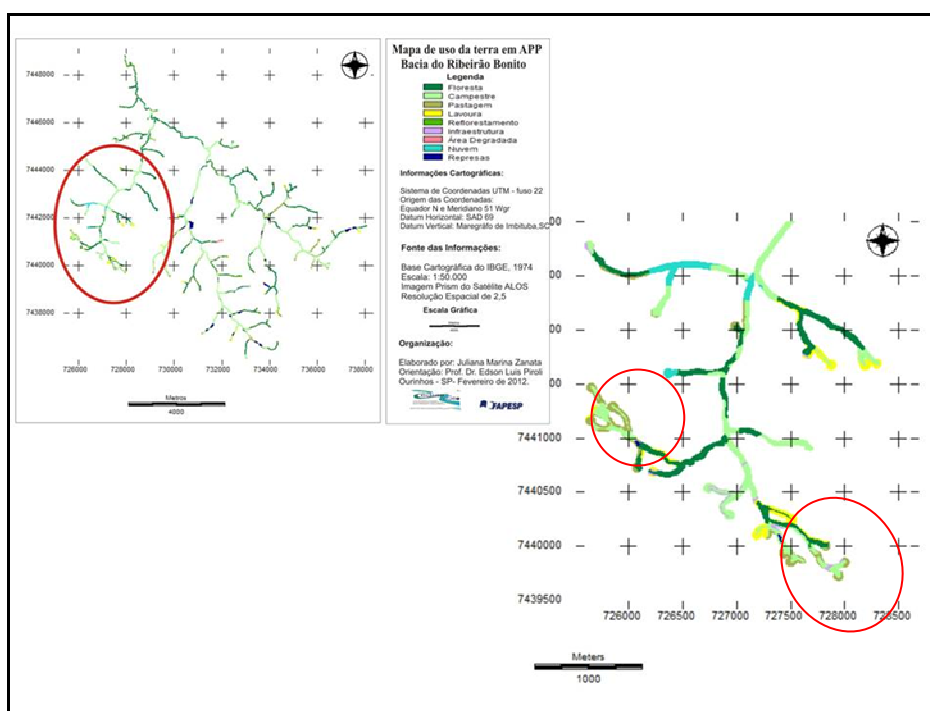 Mapa de uso da terra em APP
Bacia do Ribeirão Bonito
Legenda
Floresta
Campestre
Pastagem
Lavoura
Reflorestamento
Infraestrutura
Área Degradada
Nuvem
Represas
Informações Cartográficas:
Sistema de Coordenadas UTM - fuso 22
Origem das Coordenadas:
Equador N e Meridiano 51 Wgr
Datum Horizontal: SAD 69
Datum Vertical: Maregráfo de Imbituba,SC
Fonte das Informações:
Base Cartográfica do IBGE, 1974
Escala: 1:50.000
Imagem Prism do Satélite ALOS
Resolução Espacial de 2,5
Escala Gráfica
Organização:
Elaborado por: Juliana Marina Zanata
Orientação: Prof. Dr. Edson Luis Piroli
Ourinhos - SP- Fevereiro de 2012.
FAPESP
7448000
7446000
7444000
7442000
7440000
7438000
726000 728000 730000 732000 734000 736000 738000
Metros
4000
000
500
000
500
7441000
7440500
7440000
7439500
726000 726500 727000 727500 728000 728500
Meters
1000